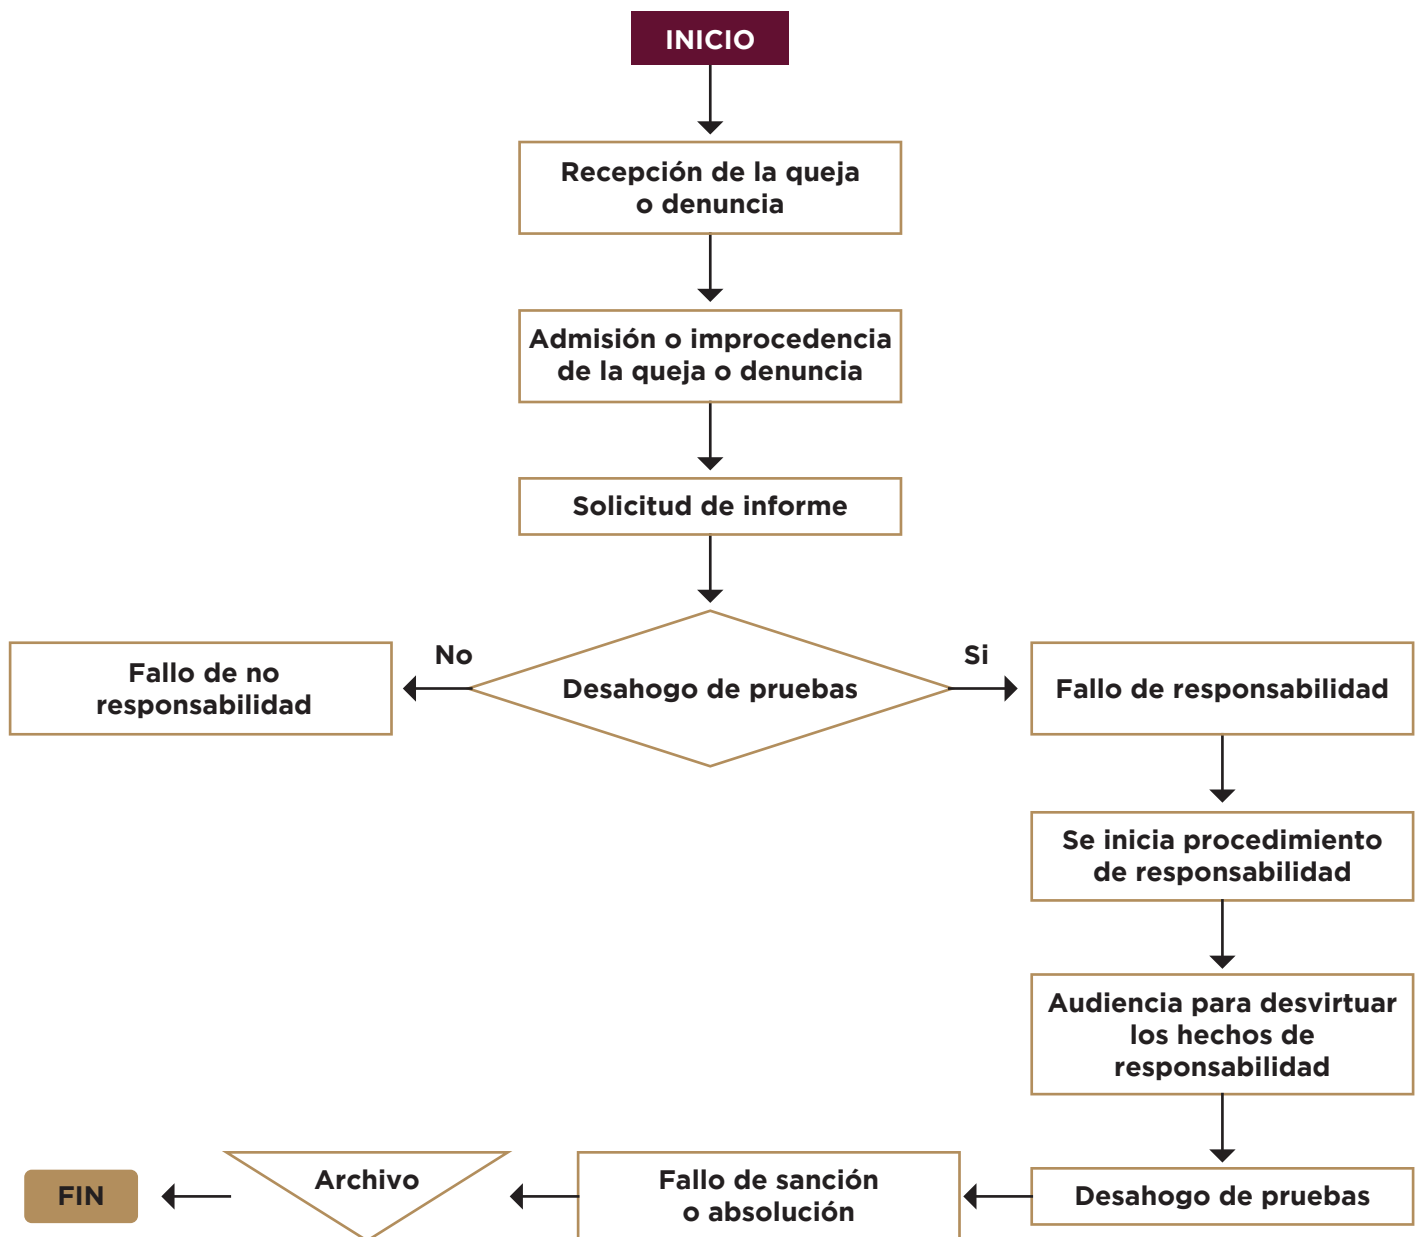 INICIO
Recepción de la queja
o denuncia
Admisión o improcedencia
de la queja o denuncia
Solicitud de informe
No
Si
Fallo de no
responsabilidad
Desahogo de pruebas
Fallo de responsabilidad
Se inicia procedimiento
de responsabilidad
Audiencia para desvirtuar
los hechos de
responsabilidad
Desahogo de pruebas
Fallo de sanción
o absolución
Archivo
FIN